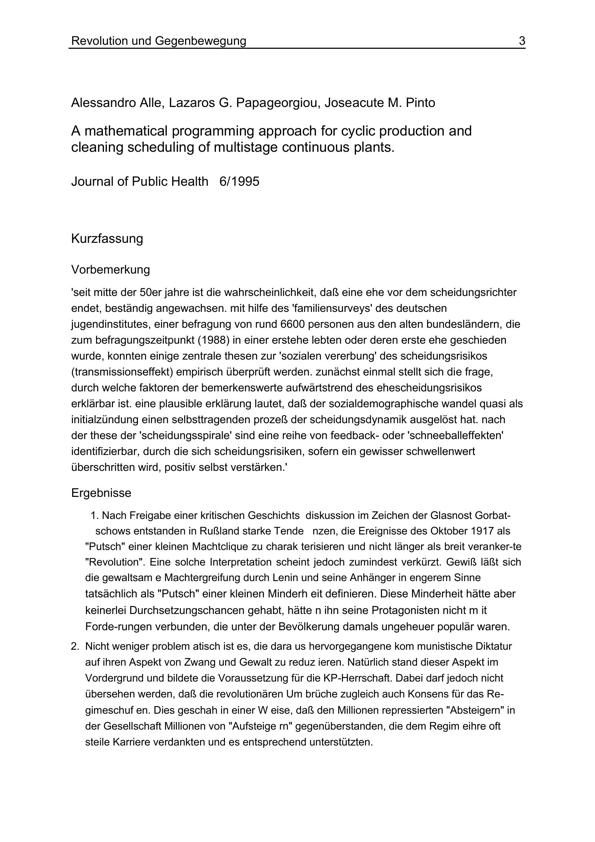 Revolution und Gegenbewegung 3
Alessandro Alle, Lazaros G. Papageorgiou, Joseacute M. Pinto
A mathematical programming approach for cyclic production and
cleaning scheduling of multistage continuous plants.
Journal of Public Health 6/1995
Kurzfassung
Vorbemerkung
'seit mitte der 50er jahre ist die wahrscheinlichkeit, daß eine ehe vor dem scheidungsrichter
endet, beständig angewachsen. mit hilfe des 'familiensurveys' des deutschen
jugendinstitutes, einer befragung von rund 6600 personen aus den alten bundesländern, die
zum befragungszeitpunkt (1988) in einer erstehe lebten oder deren erste ehe geschieden
wurde, konnten einige zentrale thesen zur 'sozialen vererbung' des scheidungsrisikos
(transmissionseffekt) empirisch überprüft werden. zunächst einmal stellt sich die frage,
durch welche faktoren der bemerkenswerte aufwärtstrend des ehescheidungsrisikos
erklärbar ist. eine plausible erklärung lautet, daß der sozialdemographische wandel quasi als
initialzündung einen selbsttragenden prozeß der scheidungsdynamik ausgelöst hat. nach
der these der 'scheidungsspirale' sind eine reihe von feedback- oder 'schneeballeffekten'
identifizierbar, durch die sich scheidungsrisiken, sofern ein gewisser schwellenwert
überschritten wird, positiv selbst verstärken.'
Ergebnisse
1. Nach Freigabe einer kritischen Geschichts diskussion im Zeichen der Glasnost Gorbat-
schows entstanden in Rußland starke Tende nzen, die Ereignisse des Oktober 1917 als
"Putsch" einer kleinen Machtclique zu charak terisieren und nicht länger als breit veranker-te
"Revolution". Eine solche Interpretation scheint jedoch zumindest verkürzt. Gewiß läßt sich
die gewaltsam e Machtergreifung durch Lenin und seine Anhänger in engerem Sinne
tatsächlich als "Putsch" einer kleinen Minderh eit definieren. Diese Minderheit hätte aber
keinerlei Durchsetzungschancen gehabt, hätte n ihn seine Protagonisten nicht m it
Forde-rungen verbunden, die unter der Bevölkerung damals ungeheuer populär waren.
2. Nicht weniger problem atisch ist es, die dara us hervorgegangene kom munistische Diktatur
auf ihren Aspekt von Zwang und Gewalt zu reduz ieren. Natürlich stand dieser Aspekt im
Vordergrund und bildete die Voraussetzung für die KP-Herrschaft. Dabei darf jedoch nicht
übersehen werden, daß die revolutionären Um brüche zugleich auch Konsens für das Re-
gimeschuf en. Dies geschah in einer W eise, daß den Millionen repressierten "Absteigern" in
der Gesellschaft Millionen von "Aufsteige rn" gegenüberstanden, die dem Regim eihre oft
steile Karriere verdankten und es entsprechend unterstützten.